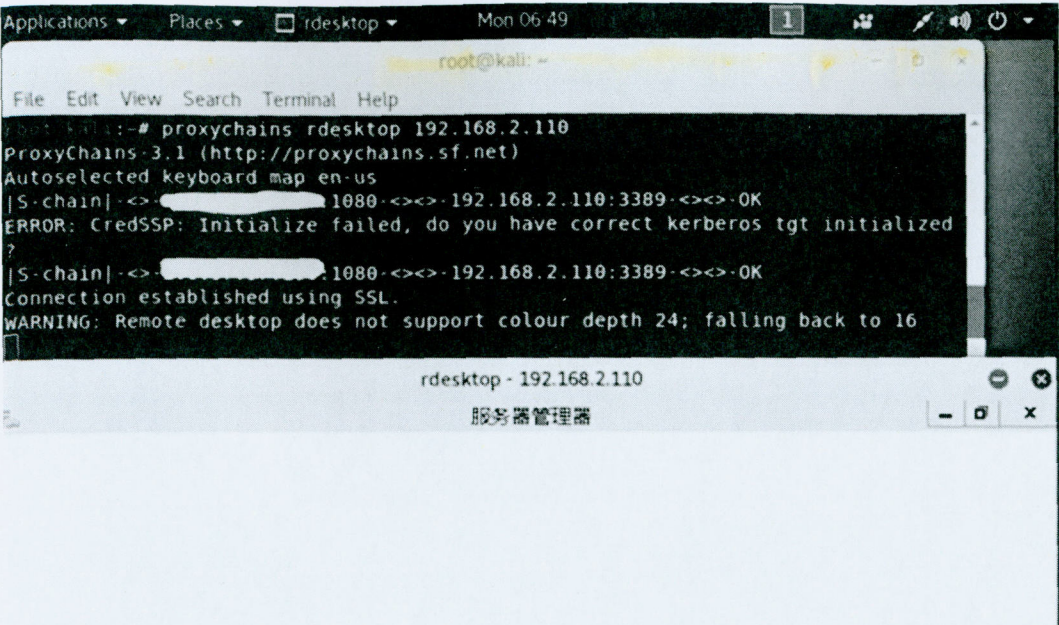 Applications Places rdesktop Mon 06 49 1
root@kali: ~
File Edit View Search Terminal Help
root kali:~# proxychains rdesktop 192.168.2.110
ProxyChains-3.1 (http://proxychains.sf.net)
Autoselected keyboard map en-us
|S-chain|-<>- 1080-<><>-192.168.2.110:3389-<><>-OK
ERROR: CredSSP: Initialize failed, do you have correct kerberos tgt initialized
?
|S-chain|-<>- :1080-<><>-192.168.2.110:3389-<><>-OK
Connection established using SSL.
WARNING: Remote desktop does not support colour depth 24; falling back to 16
rdesktop - 192.168.2.110
服务器管理器